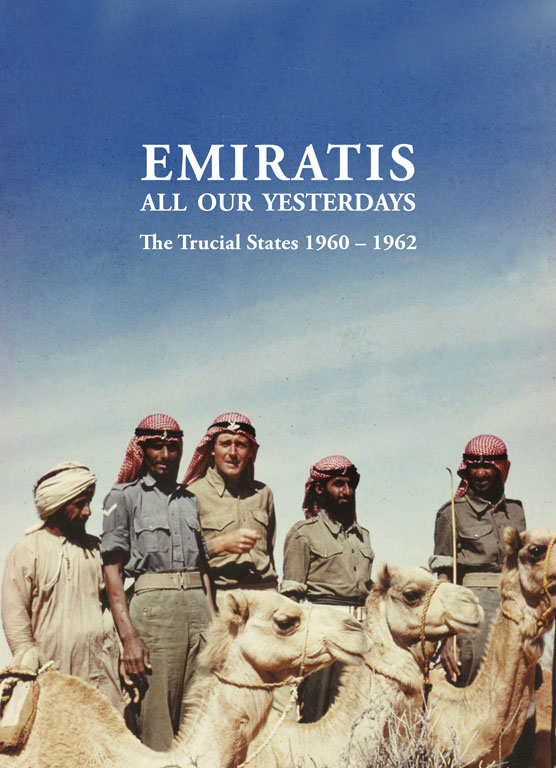 EMIRATIS
ALL OUR YESTERDAYS
The Trucial States 1960 – 1962